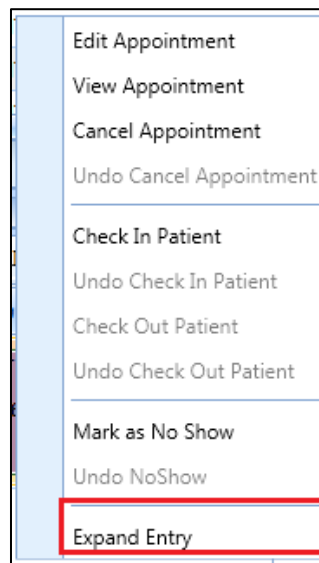 Edit Appointment
View Appointment
Cancel Appointment
Undo Cancel Appointment
Check In Patient
Undo Check In Patient
Check Out Patient
Undo Check Out Patient
Mark as No Show
Undo NoShow
Expand Entry